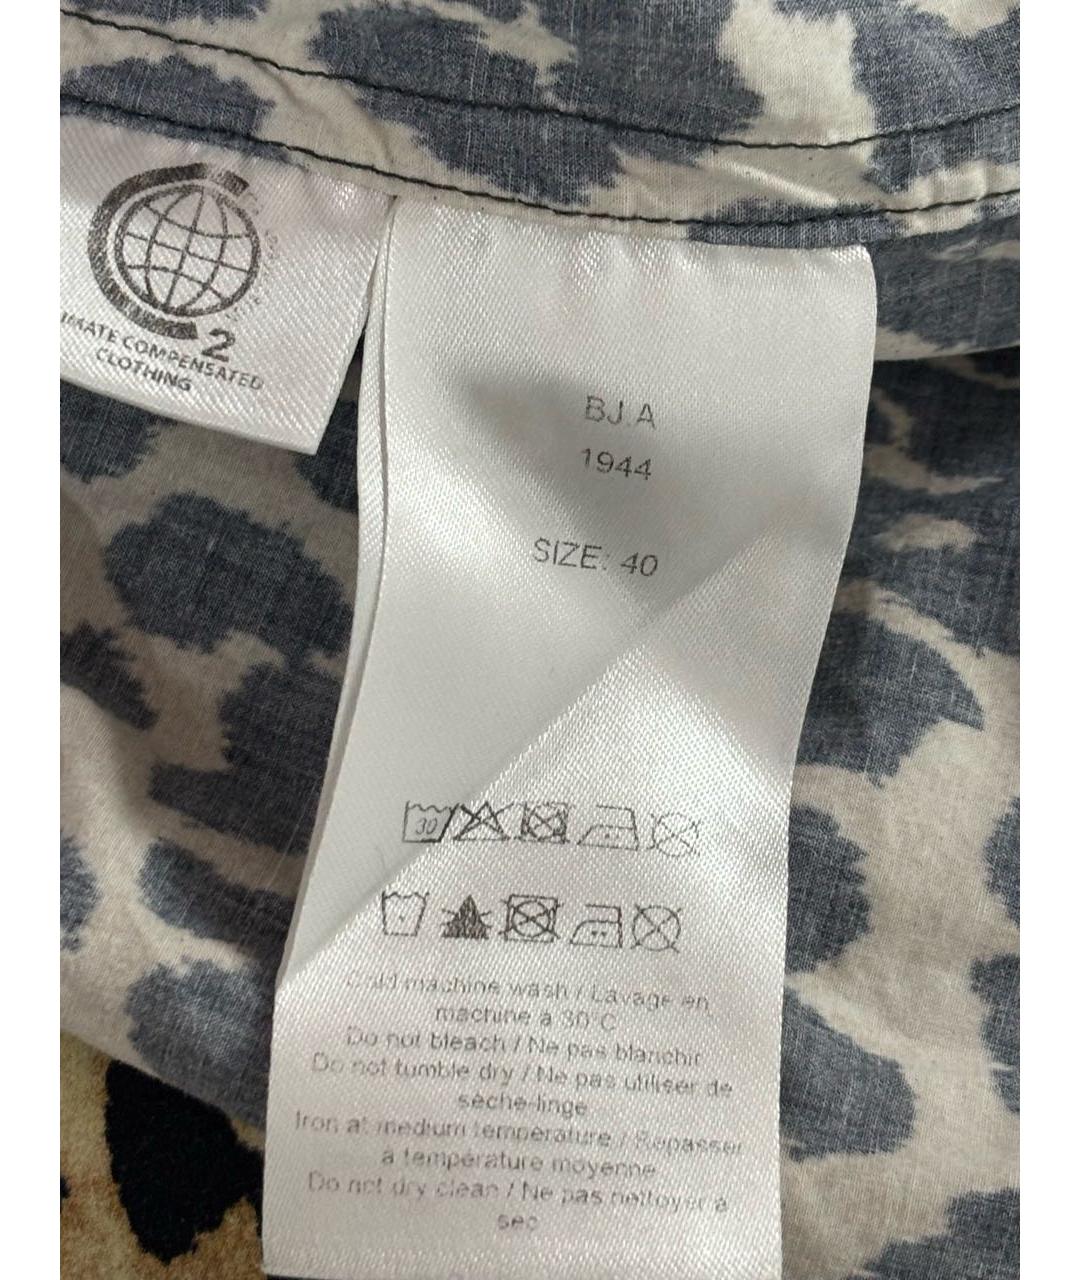 2
IMATE COMPENSATED
CLOTHING
BJ.A
1944
SIZE: 40
30
Cold machine wash / Lavage en
machine à 30°C
Do not bleach / Ne pas blanchir
Do not tumble dry / Ne pas utiliser de
sèche-linge
Iron at medium temperature / Repasser
à température moyenne
Do not dry clean / Ne pas nettoyer à
sec